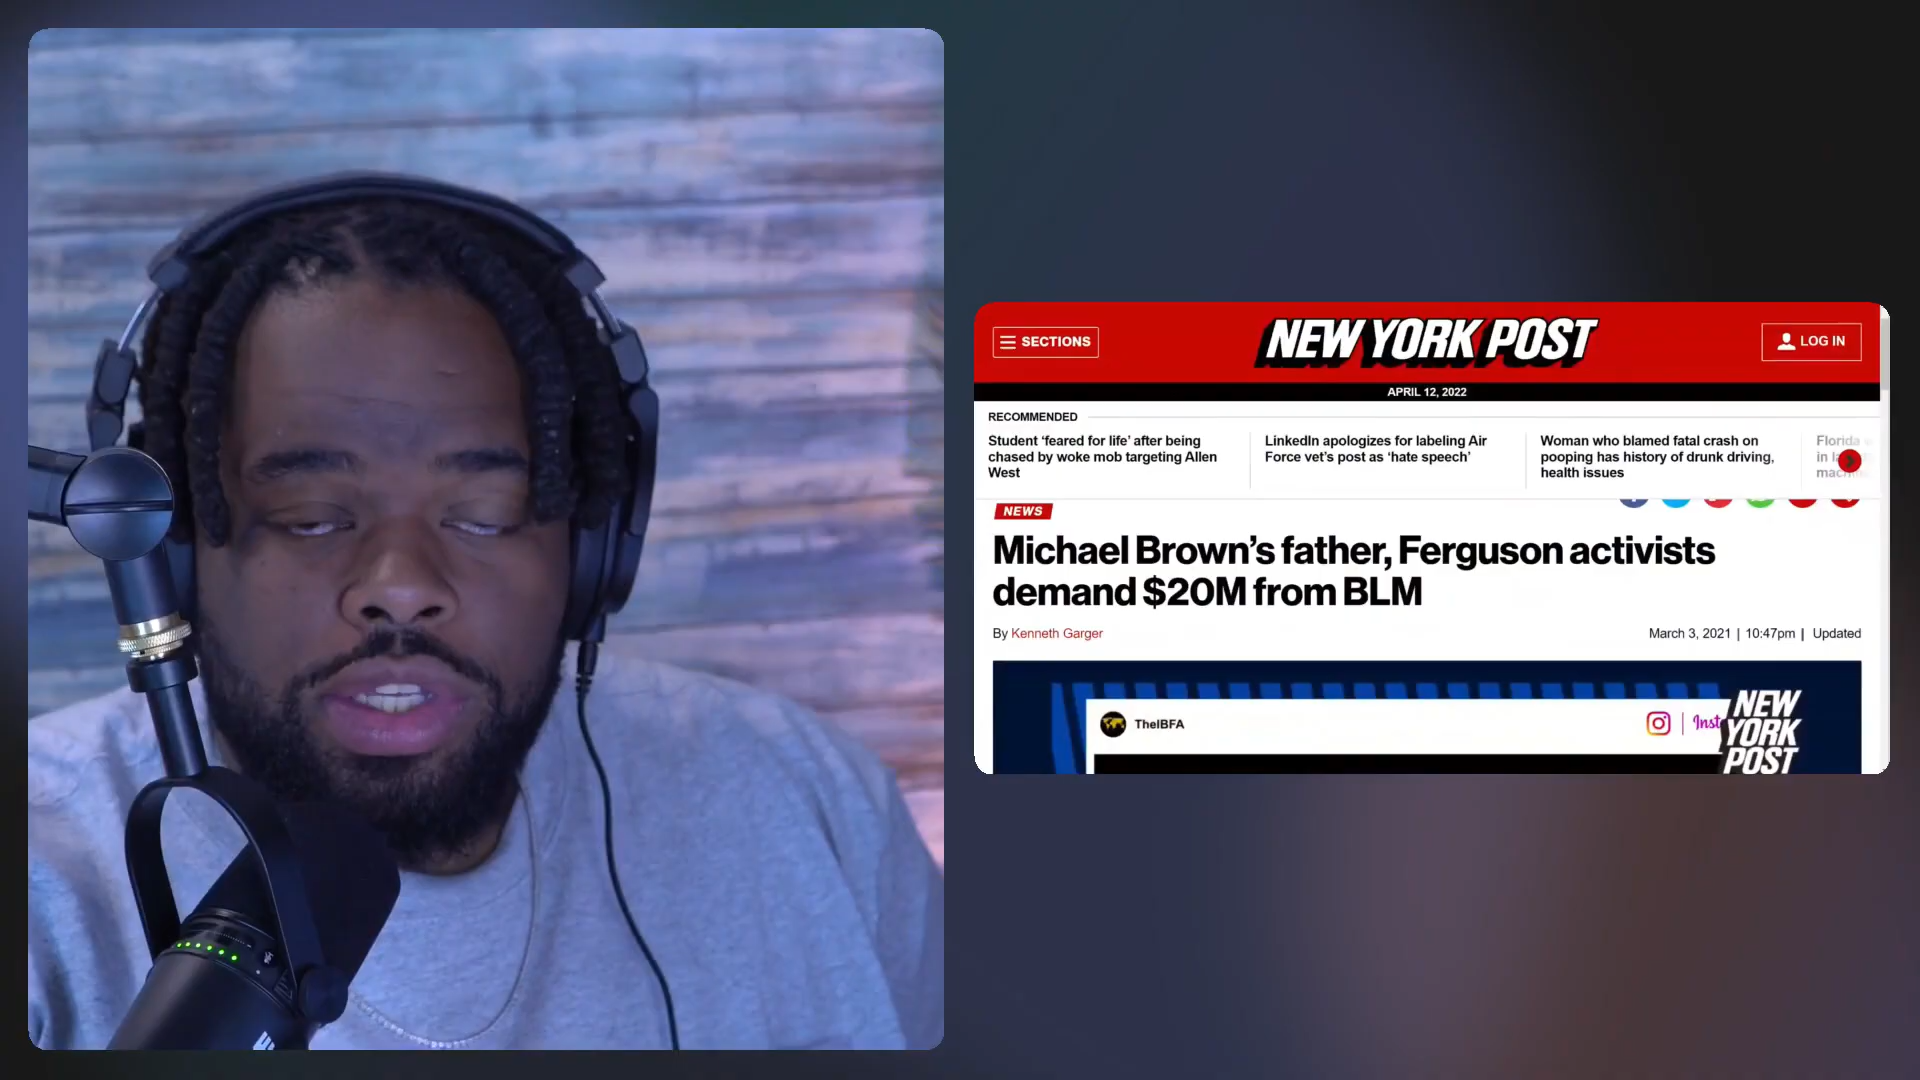 SECTIONS
NEW YORK POST
LOG IN
APRIL 12, 2022
RECOMMENDED
Student ‘feared for life’ after being
chased by woke mob targeting Allen
West
LinkedIn apologizes for labeling Air
Force vet’s post as ‘hate speech’
Woman who blamed fatal crash on
pooping has history of drunk driving,
health issues
Florida
in
NEWS
Michael Brown’s father, Ferguson activists
demand $20M from BLM
By Kenneth Garger
March 3, 2021 | 10:47pm | Updated
TheIBFA
Inst
NEW
YORK
POST